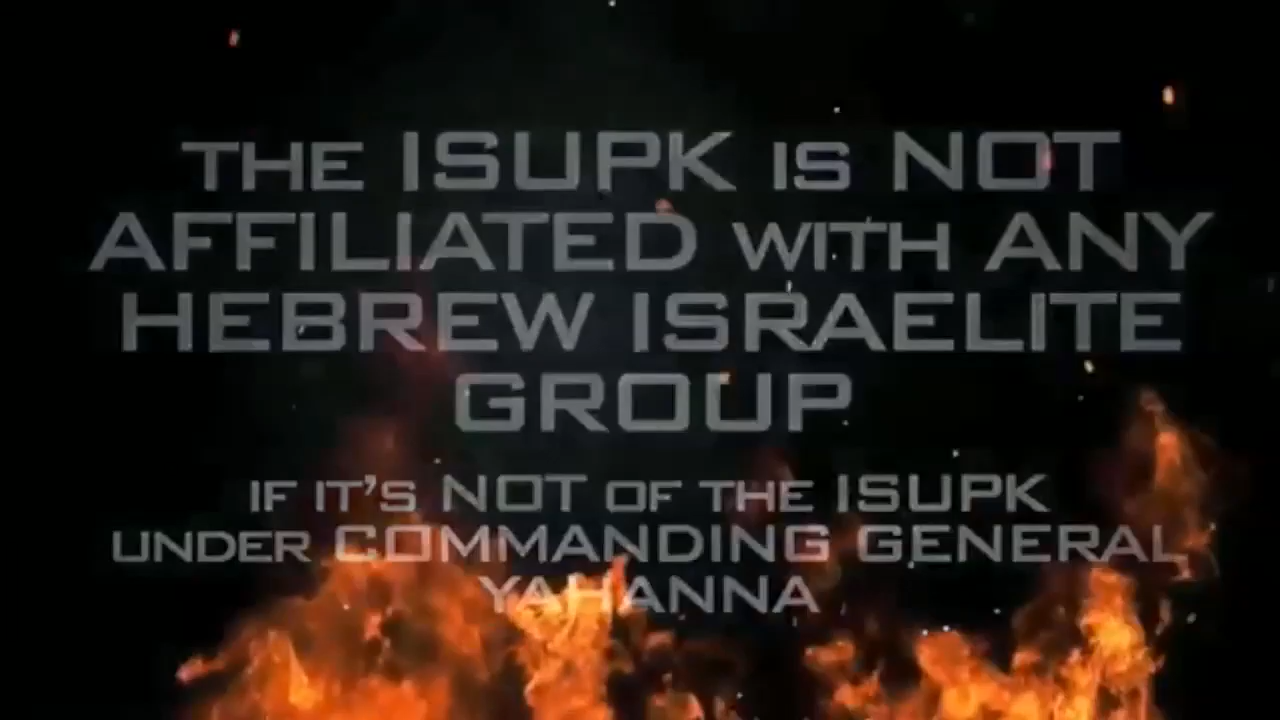 THE ISUPK IS NOT
AFFILIATED WITH ANY
HEBREW ISRAELITE
GROUP
IF IT'S NOT OF THE ISUPK
UNDER COMMANDING GENERAL
YAHANNA